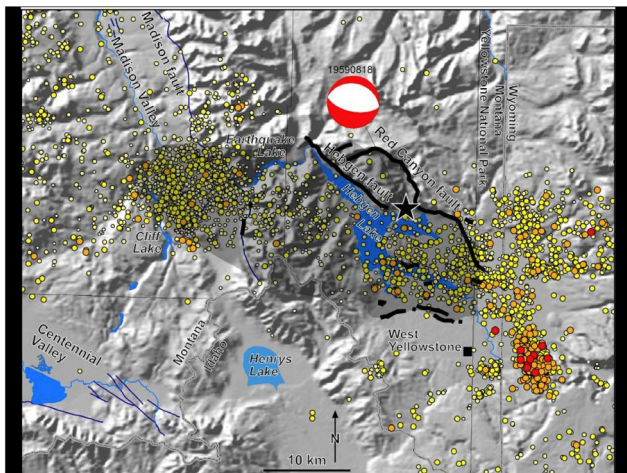 19590818
Madison fault
Madison Valley
Yellowstone National Park
Montana
Wyoming
Earthquake
Lake
Hebgen fault
Red Canyon fault
Hebgen
Lake
Cliff
Lake
Centennial
Valley
Montana
Idaho
Henrys
Lake
West
Yellowstone
N
10 km